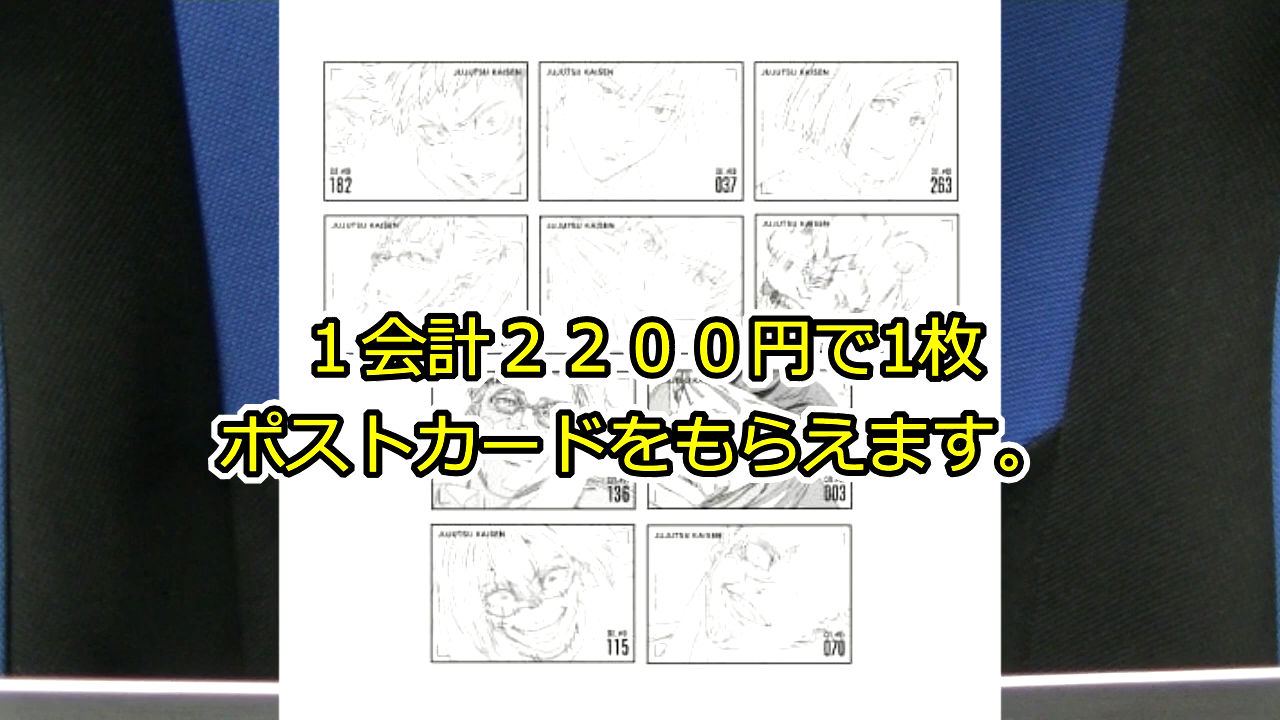 JUJUTSU KAISEN
182
JUJUTSU KAISEN
037
JUJUTSU KAISEN
263
JUJUTSU KAISEN
JUJUTSU KAISEN
JUJUTSU KAISEN
１会計２２００円で1枚
ポストカードをもらえます。
136
003
JUJUTSU KAISEN
115
JUJUTSU KAISEN
070